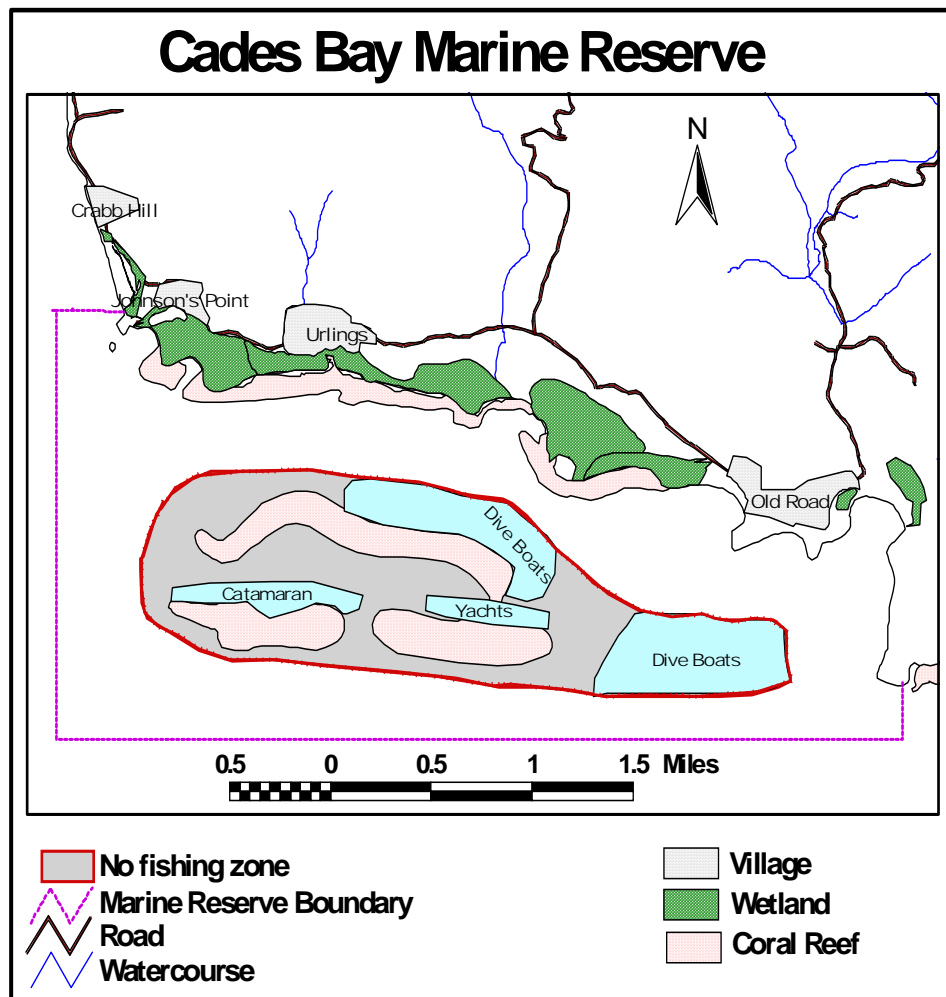 Cades Bay Marine Reserve
N
Crabb Hill
Johnson's Point
Urlings
Old Road
Dive Boats
Catamaran
Yachts
Dive Boats
0.5 0 0.5 1 1.5 Miles
No fishing zone
Marine Reserve Boundary
Road
Watercourse
Village
Wetland
Coral Reef